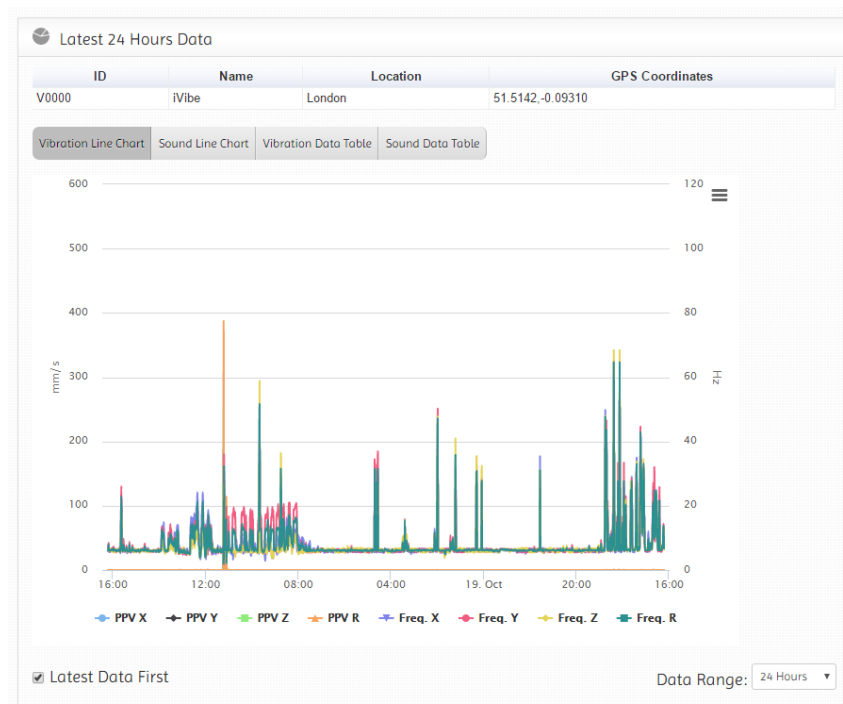 Latest 24 Hours Data
ID Name Location GPS Coordinates
V0000 iVibe London 51.5142,-0.09310
Vibration Line Chart Sound Line Chart Vibration Data Table Sound Data Table
600 120
500 100
400 80
mm/s 300 60 Hz
200 40
100 20
0 0
16:00 12:00 08:00 04:00 19. Oct 20:00 16:00
PPV X PPV Y PPV Z PPV R Freq. X Freq. Y Freq. Z Freq. R
Latest Data First Data Range: 24 Hours